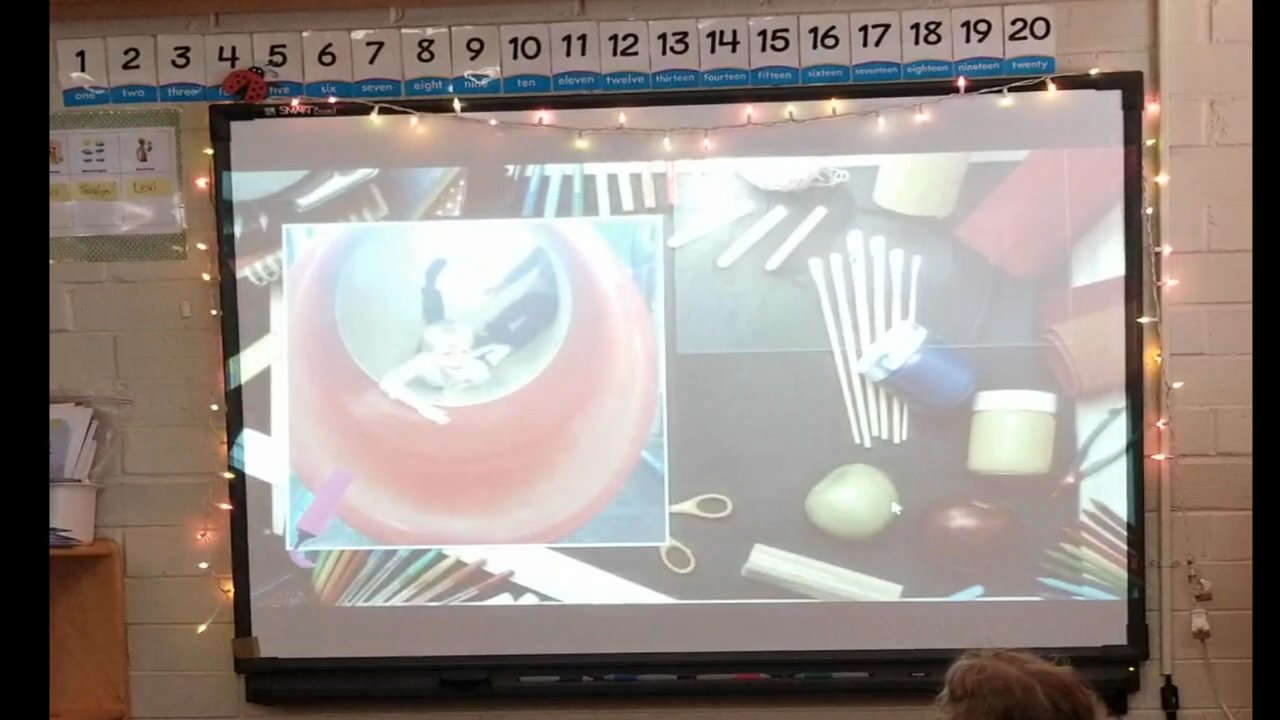 1 2 3 4 5 6 7 8 9 10 11 12 13 14 15 16 17 18 19 20
one two three five six seven eight nine ten eleven twelve thirteen fourteen fifteen sixteen seventeen eighteen nineteen twenty
SMART Board
Levi